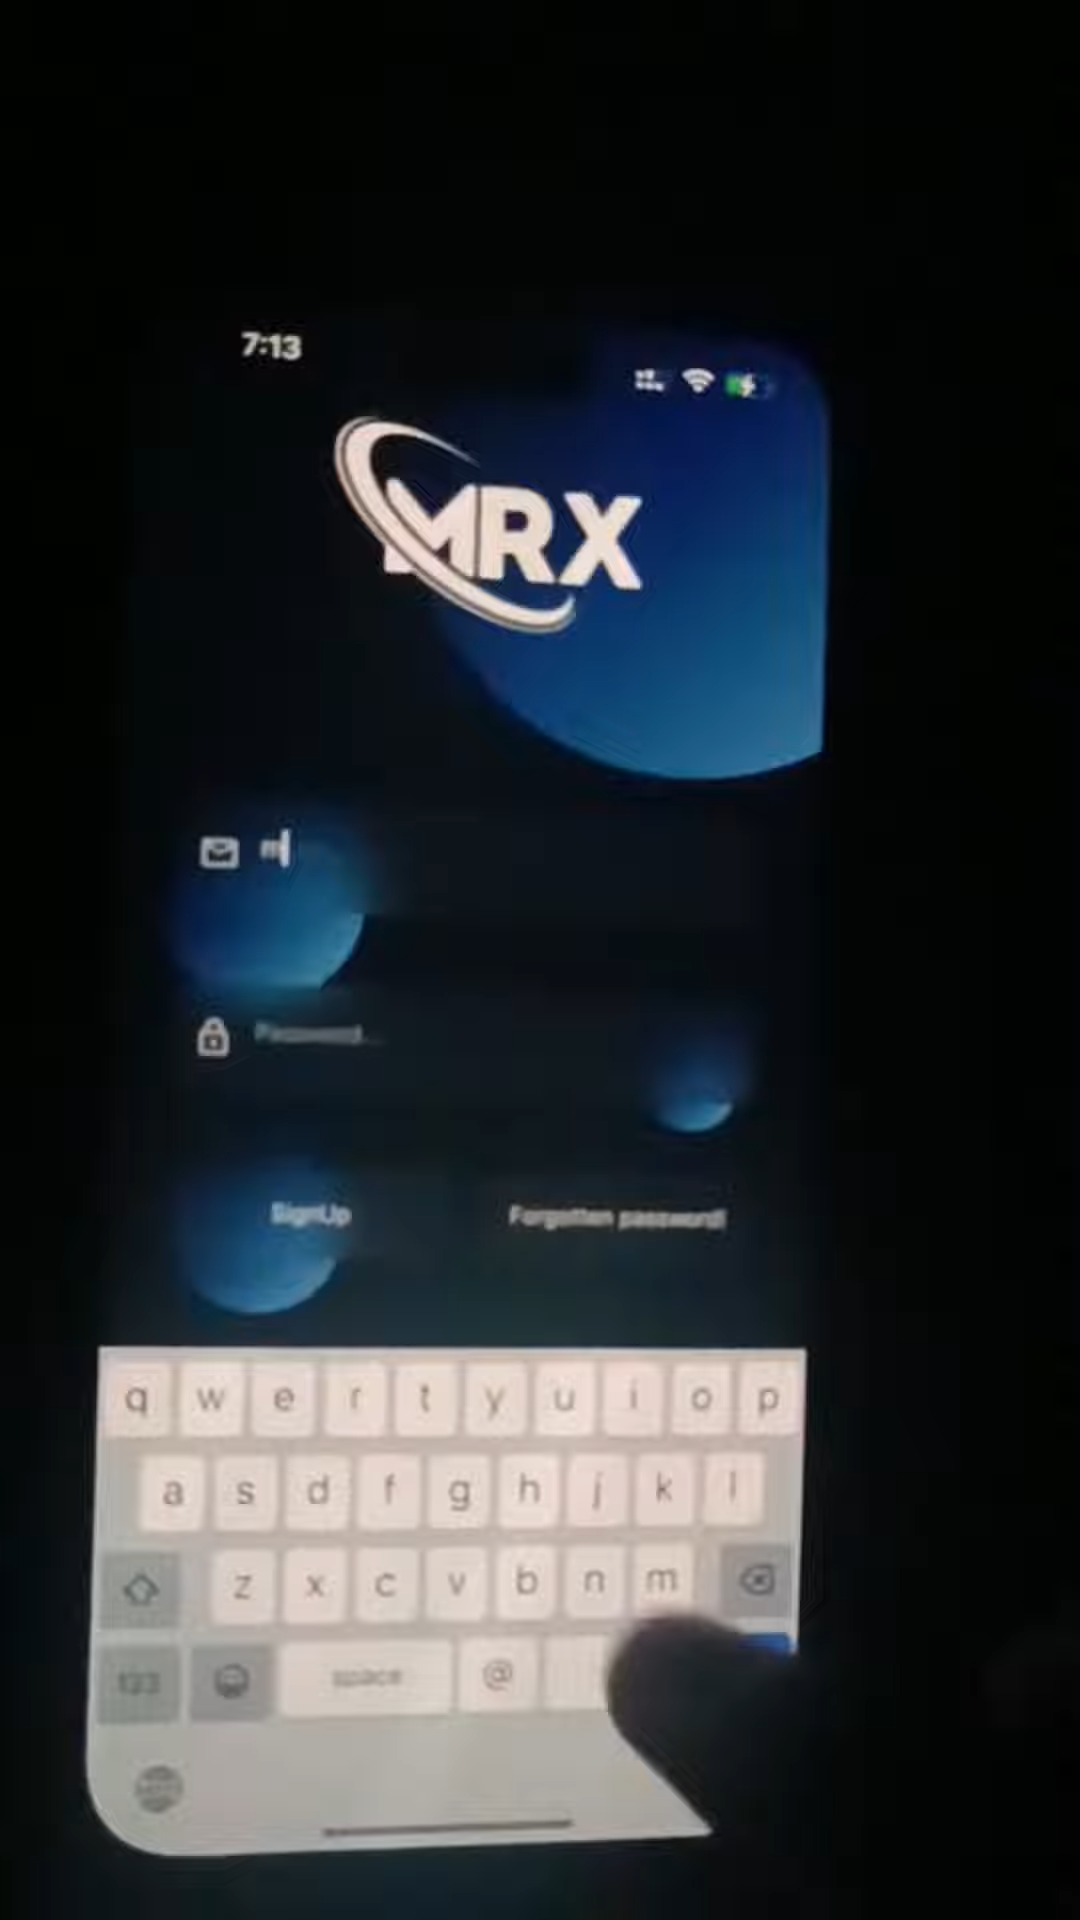 7:13
MRX
m
Password...
SignUp
Forgotten password!
q w e r t y u i o p
a s d f g h j k l
z x c v b n m
123 space @